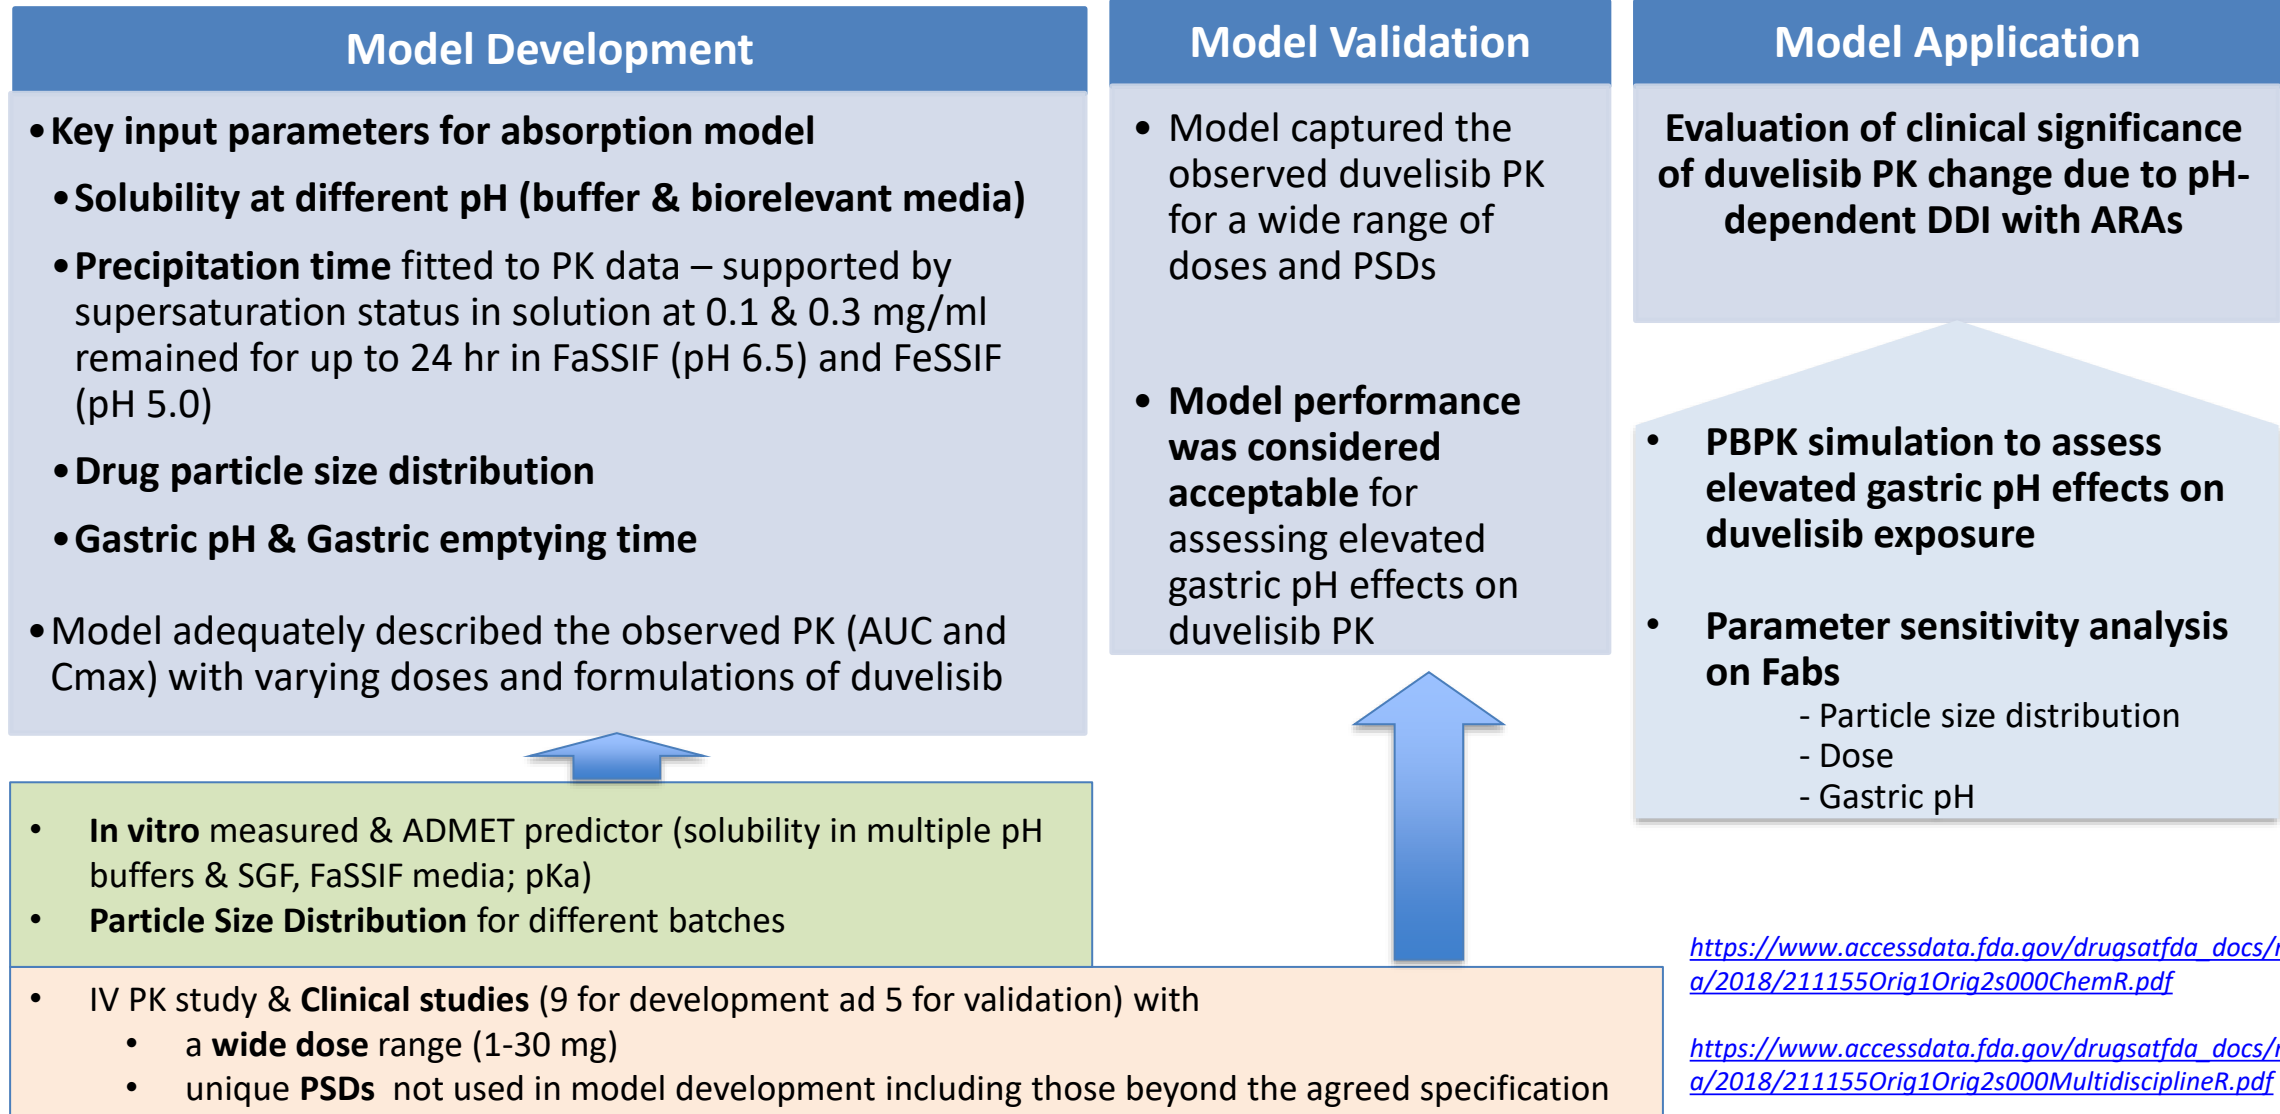 Model Development
• Key input parameters for absorption model
• Solubility at different pH (buffer & biorelevant media)
• Precipitation time fitted to PK data – supported by
supersaturation status in solution at 0.1 & 0.3 mg/ml
remained for up to 24 hr in FaSSIF (pH 6.5) and FeSSIF
(pH 5.0)
• Drug particle size distribution
• Gastric pH & Gastric emptying time
• Model adequately described the observed PK (AUC and
Cmax) with varying doses and formulations of duvelisib
• In vitro measured & ADMET predictor (solubility in multiple pH
buffers & SGF, FaSSIF media; pKa)
• Particle Size Distribution for different batches
• IV PK study & Clinical studies (9 for development ad 5 for validation) with
• a wide dose range (1-30 mg)
• unique PSDs not used in model development including those beyond the agreed specification
Model Validation
• Model captured the
observed duvelisib PK
for a wide range of
doses and PSDs
• Model performance
was considered
acceptable for
assessing elevated
gastric pH effects on
duvelisib PK
Model Application
Evaluation of clinical significance
of duvelisib PK change due to pH-
dependent DDI with ARAs
• PBPK simulation to assess
elevated gastric pH effects on
duvelisib exposure
• Parameter sensitivity analysis
on Fabs
- Particle size distribution
- Dose
- Gastric pH
https://www.accessdata.fda.gov/drugsatfda_docs/
a/2018/211155Orig1Orig2s000ChemR.pdf
https://www.accessdata.fda.gov/drugsatfda_docs/
a/2018/211155Orig1Orig2s000MultidisciplineR.pdf